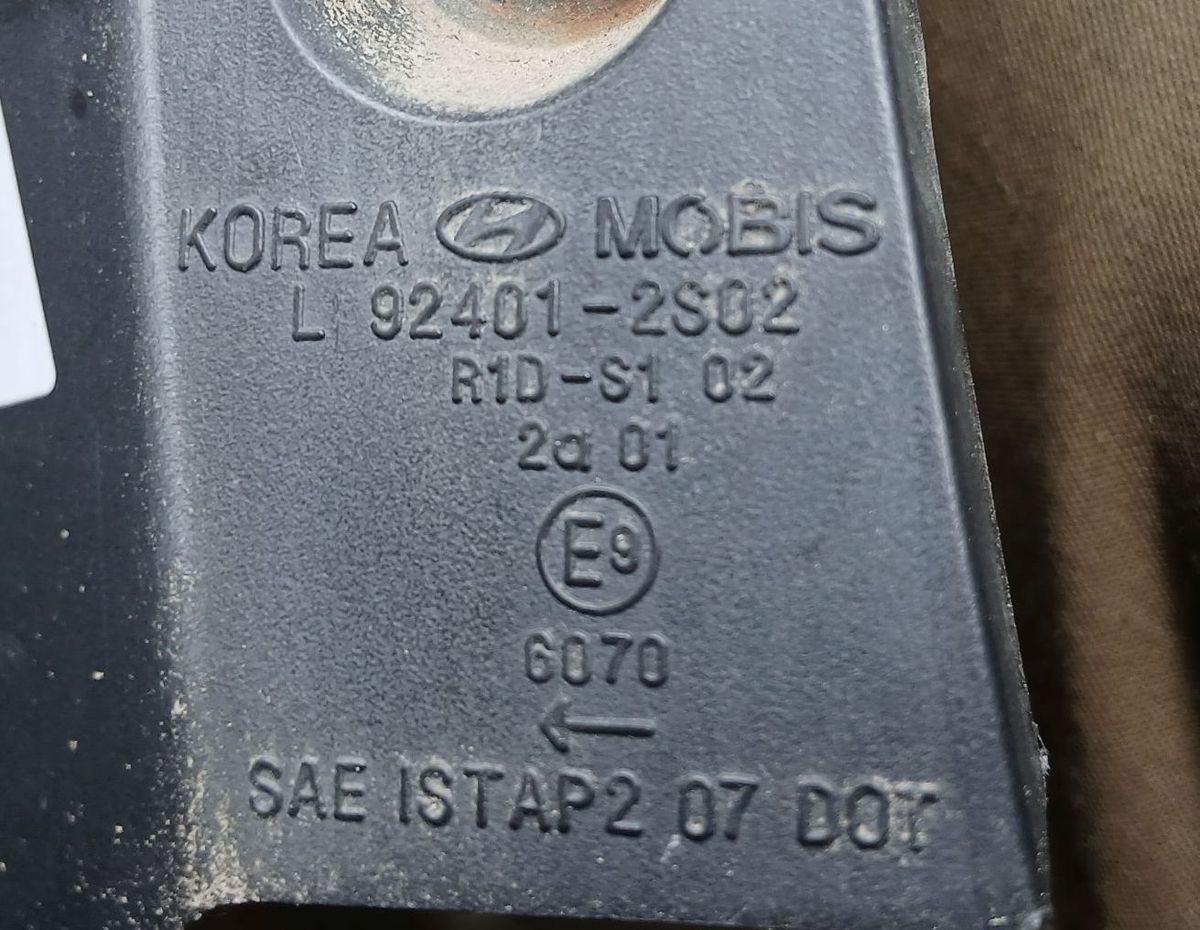 KOREA MOBIS
L 92401-2S02
R1D-S1 02
2a 01
E9
6070
←
SAE ISTAP2 07 DOT